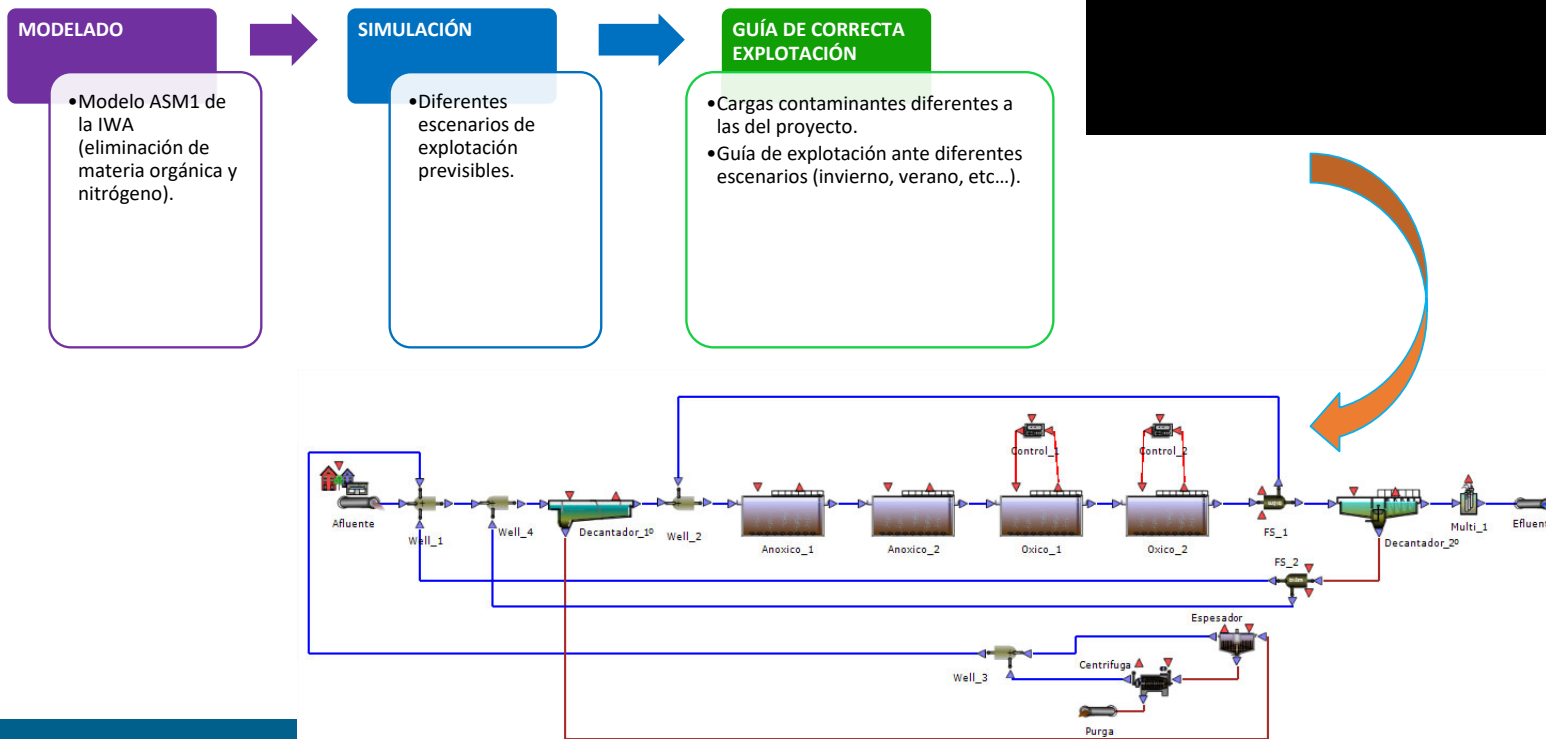 MODELADO
•Modelo ASM1 de
la IWA
(eliminación de
materia orgánica y
nitrógeno).
SIMULACIÓN
•Diferentes
escenarios de
explotación
previsibles.
GUÍA DE CORRECTA
EXPLOTACIÓN
•Cargas contaminantes diferentes a
las del proyecto.
•Guía de explotación ante diferentes
escenarios (invierno, verano, etc...).
Control_1
Control_2
Afluente
Well_1
Well_4
Decantador_1º
Well_2
Anoxico_1
Anoxico_2
Oxico_1
Oxico_2
FS_1
Decantador_2º
Multi_1
Efluent
FS_2
Espesador
Well_3
Centrifuga
Purga